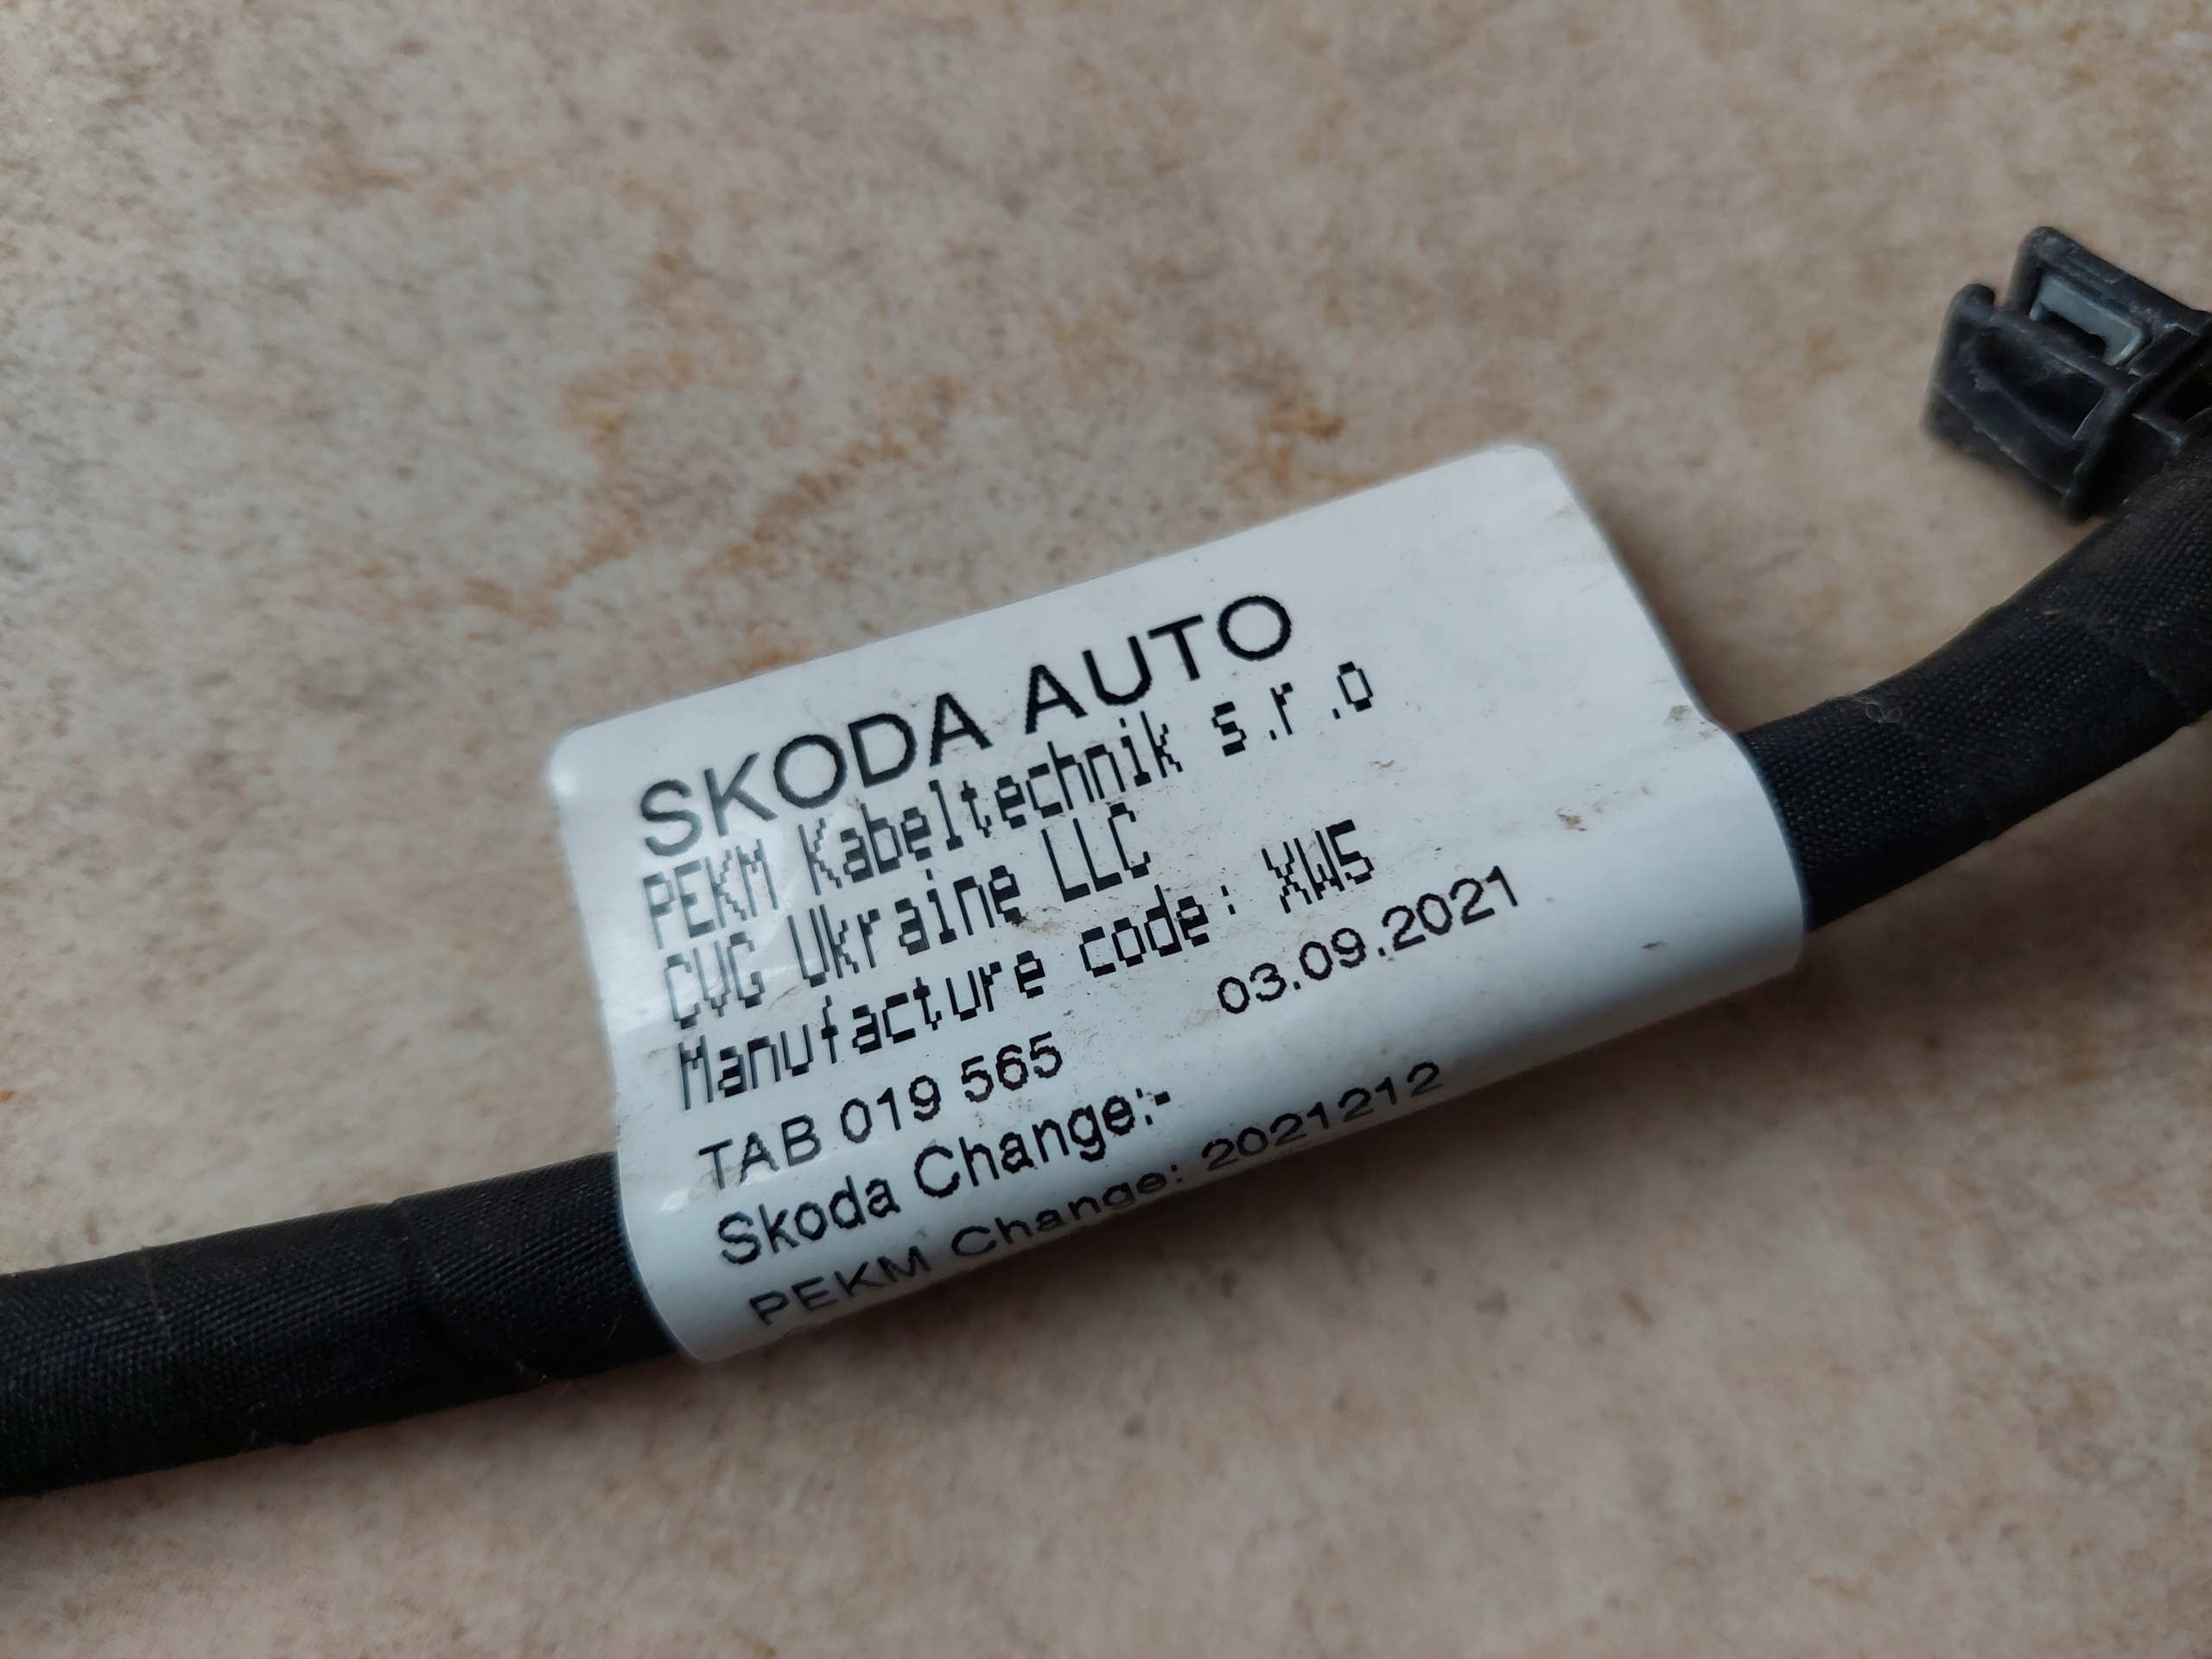 SKODA AUTO
PEKM Kabeltechnik s.r.o
CVG Ukraine LLC
Manufacture code: XW5
TAB 019 565 03.09.2021
Skoda Change:-
PEKM Change: 2021212